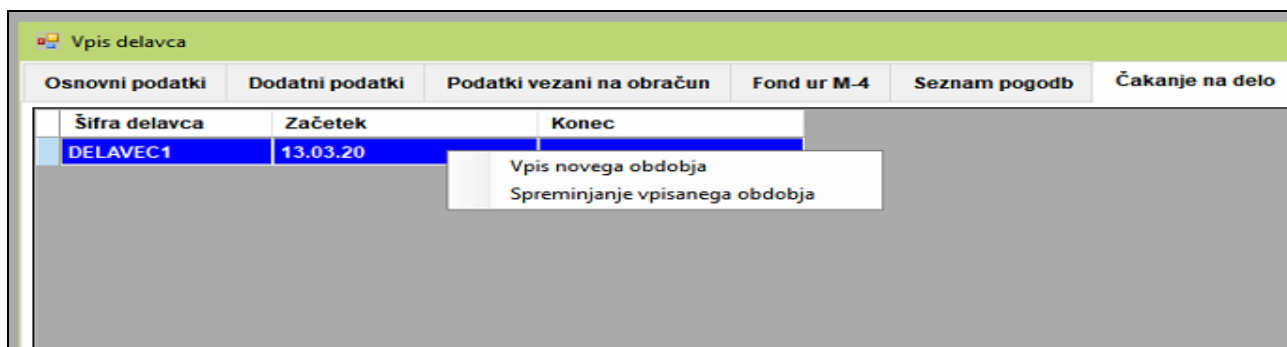 Vpis delavca
Osnovni podatki Dodatni podatki Podatki vezani na obračun Fond ur M-4 Seznam pogodb Čakanje na delo
Šifra delavca Začetek Konec
DELAVEC1 13.03.20
Vpis novega obdobja
Spreminjanje vpisanega obdobja